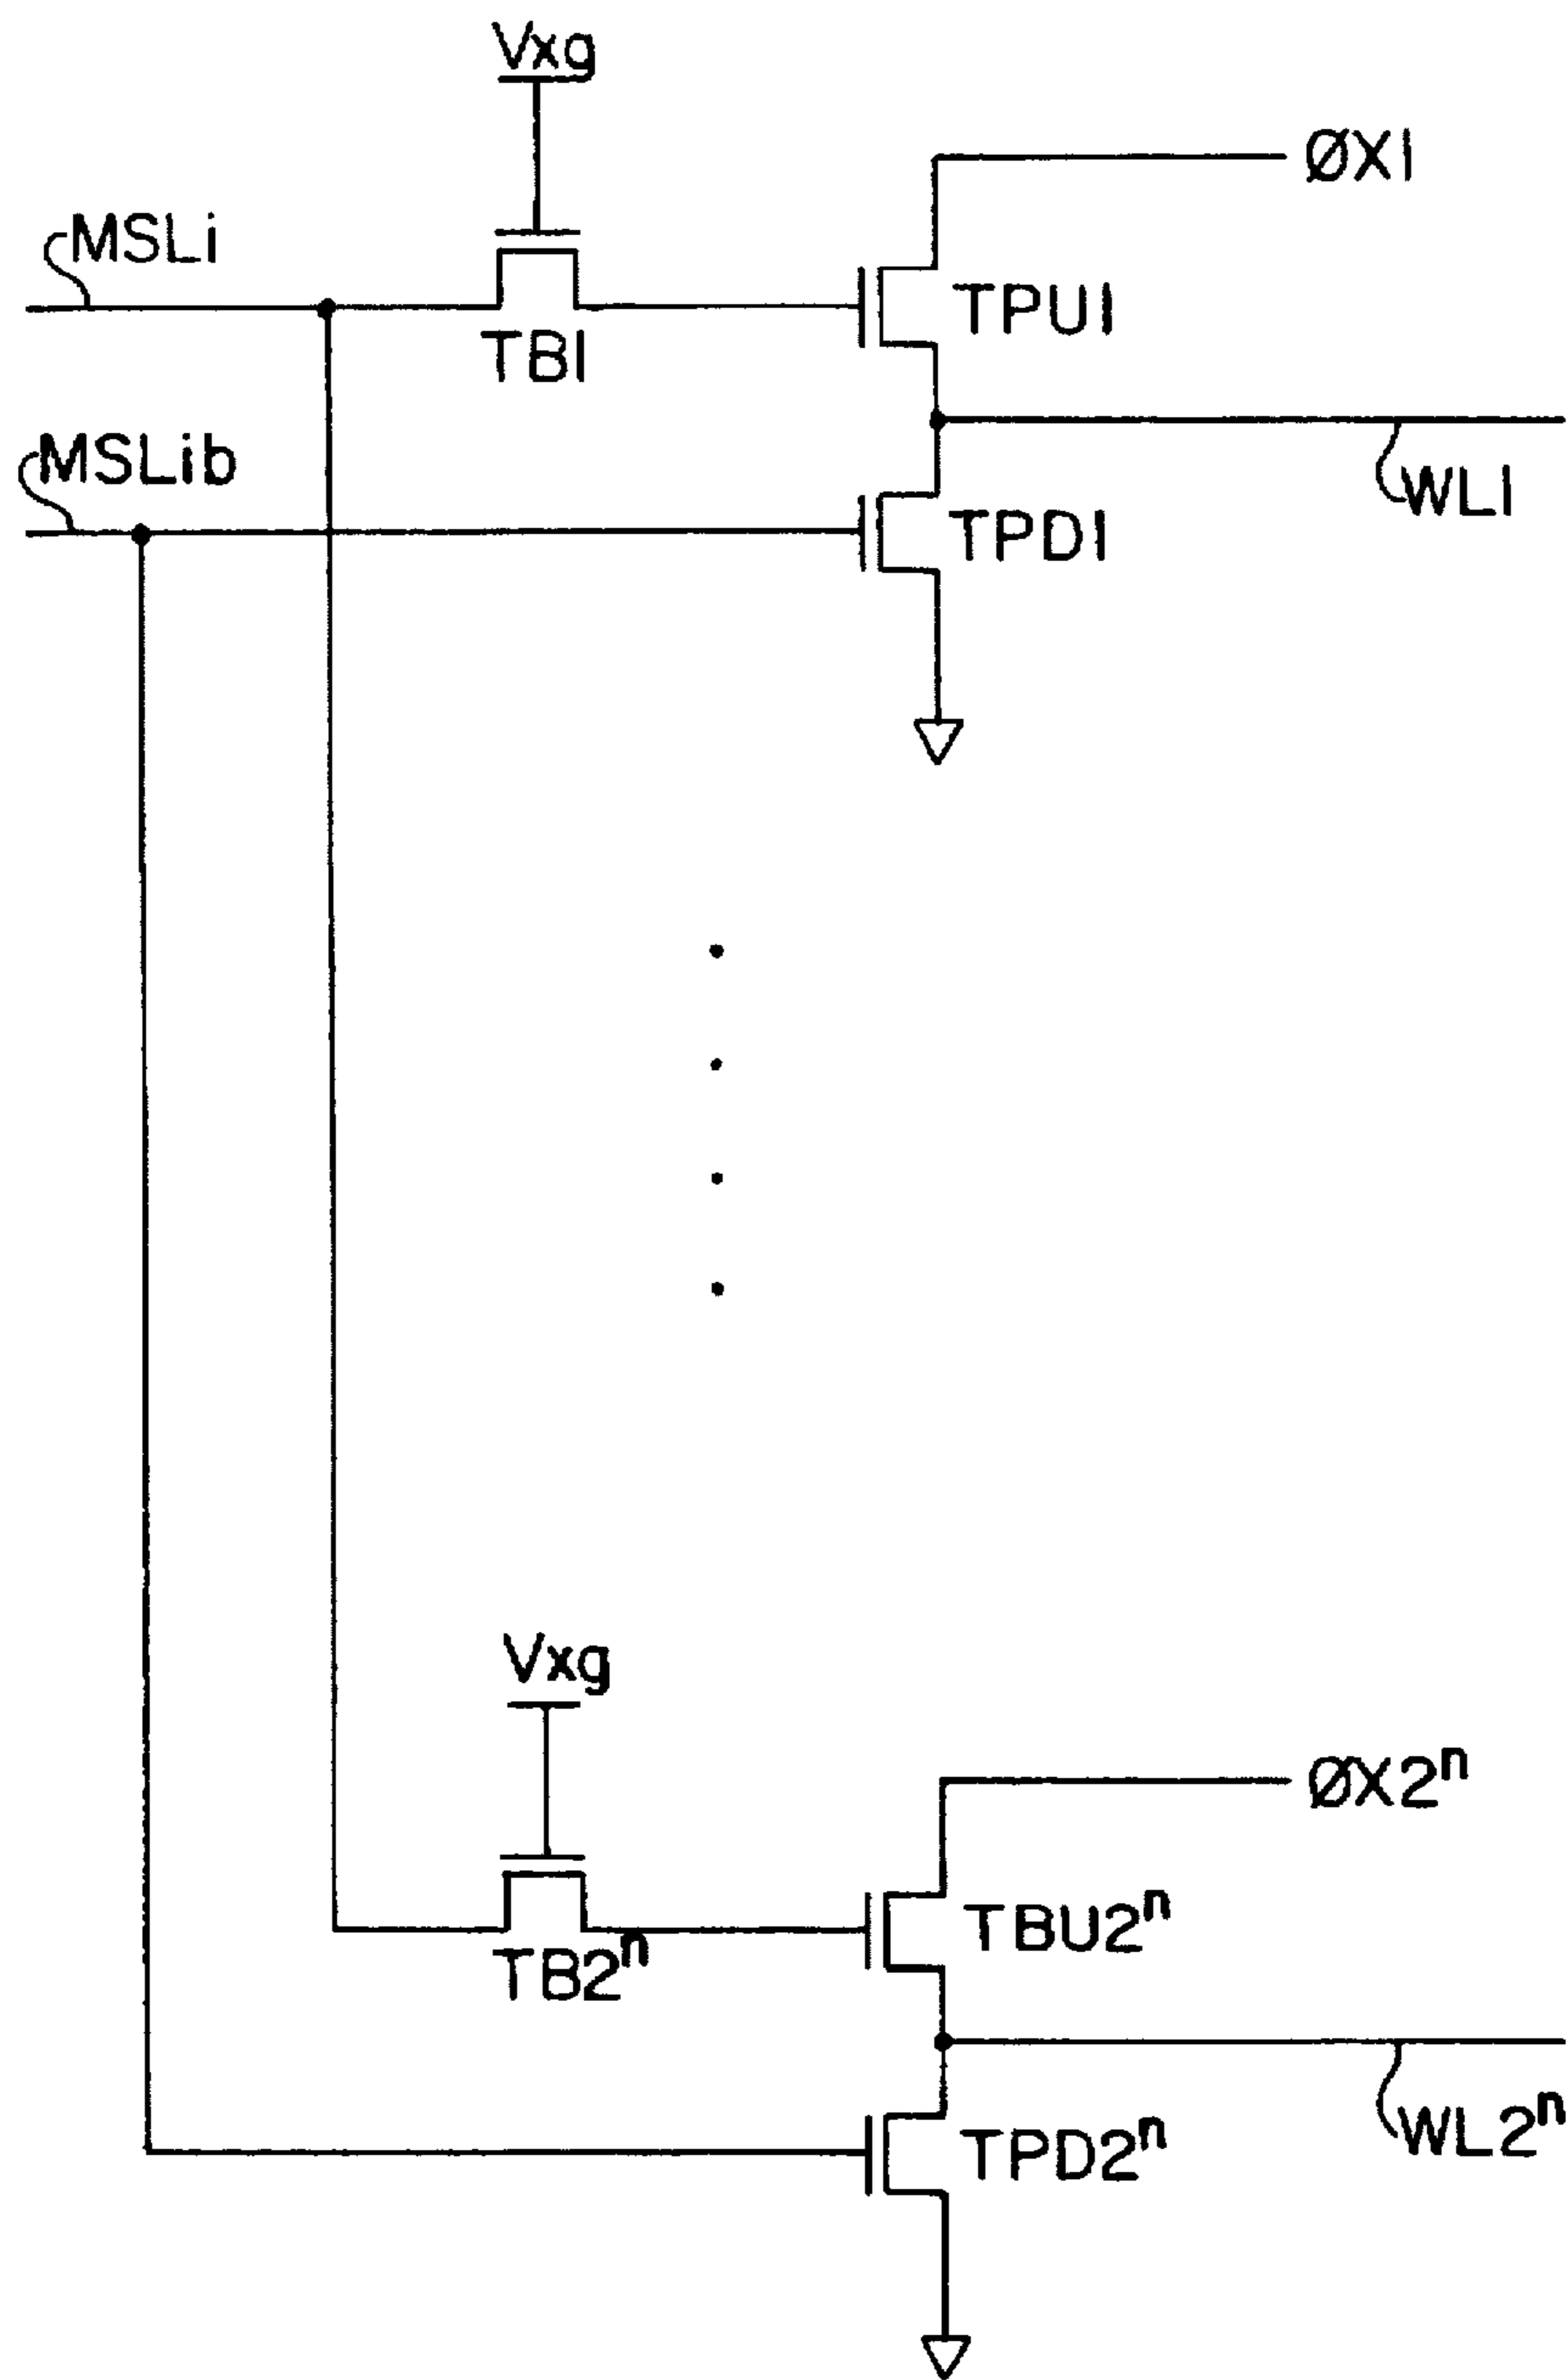 Vxg
ØX1
MSLi
TPU1
TB1
MSLib
WL1
TPD1
Vxg
ØX2ⁿ
TBU2ⁿ
TB2ⁿ
WL2ⁿ
TPD2ⁿ